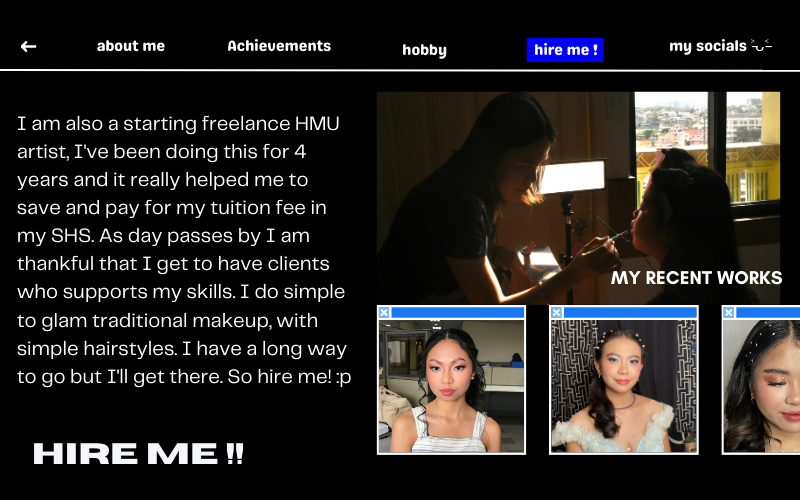 about me
Achievements
hobby
hire me !
my socials
I am also a starting freelance HMU
artist, I've been doing this for 4
years and it really helped me to
save and pay for my tuition fee in
my SHS. As day passes by I am
thankful that I get to have clients
who supports my skills. I do simple
to glam traditional makeup, with
simple hairstyles. I have a long way
to go but I'll get there. So hire me! :p
HIRE ME !!
MY RECENT WORKS